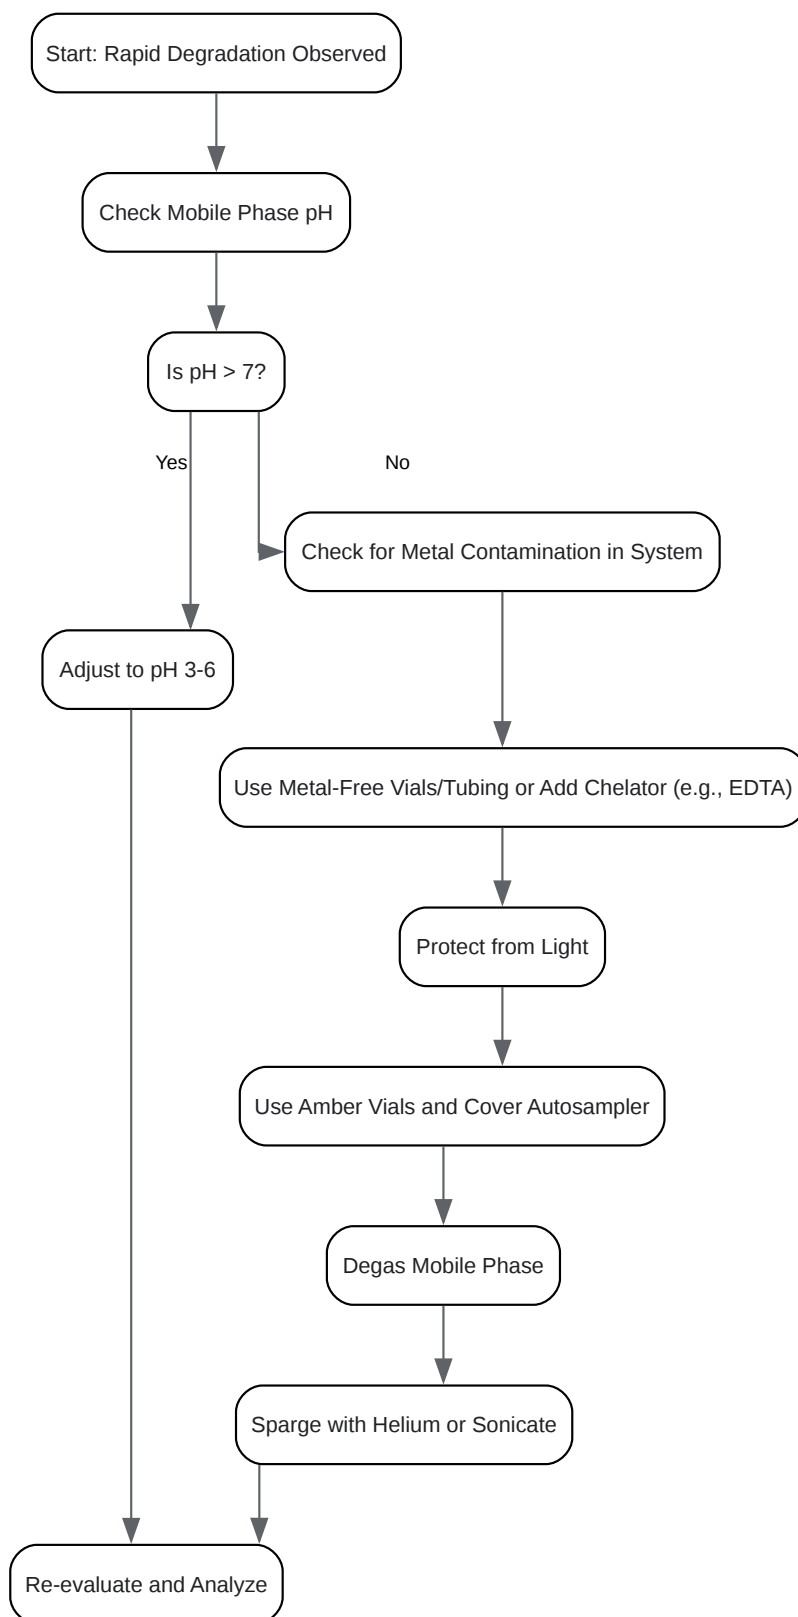 Start: Rapid Degradation Observed
Check Mobile Phase pH
Is pH > 7?
Yes
No
Check for Metal Contamination in System
Adjust to pH 3-6
Use Metal-Free Vials/Tubing or Add Chelator (e.g., EDTA)
Protect from Light
Use Amber Vials and Cover Autosampler
Degas Mobile Phase
Sparge with Helium or Sonicate
Re-evaluate and Analyze